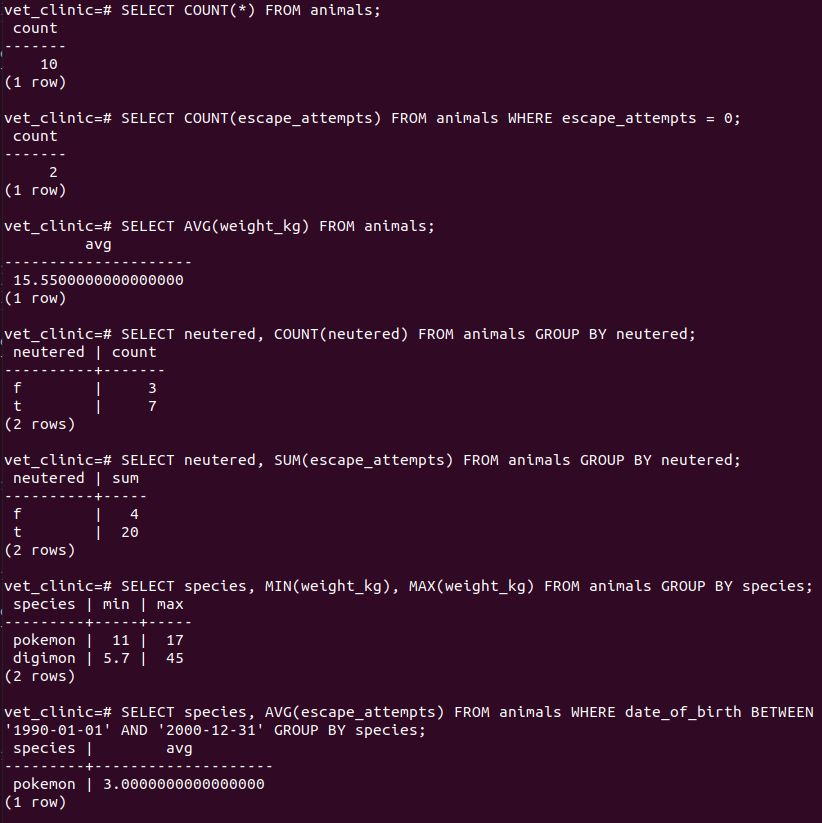 vet_clinic=# SELECT COUNT(*) FROM animals;
 count
-------
    10
(1 row)

vet_clinic=# SELECT COUNT(escape_attempts) FROM animals WHERE escape_attempts = 0;
 count
-------
     2
(1 row)

vet_clinic=# SELECT AVG(weight_kg) FROM animals;
         avg
---------------------
 15.5500000000000000
(1 row)

vet_clinic=# SELECT neutered, COUNT(neutered) FROM animals GROUP BY neutered;
 neutered | count
----------+-------
 f        |     3
 t        |     7
(2 rows)

vet_clinic=# SELECT neutered, SUM(escape_attempts) FROM animals GROUP BY neutered;
 neutered | sum
----------+-----
 f        |   4
 t        |  20
(2 rows)

vet_clinic=# SELECT species, MIN(weight_kg), MAX(weight_kg) FROM animals GROUP BY species;
 species | min | max
---------+-----+-----
 pokemon |  11 |  17
 digimon | 5.7 |  45
(2 rows)

vet_clinic=# SELECT species, AVG(escape_attempts) FROM animals WHERE date_of_birth BETWEEN
'1990-01-01' AND '2000-12-31' GROUP BY species;
 species |        avg
---------+--------------------
 pokemon | 3.0000000000000000
(1 row)